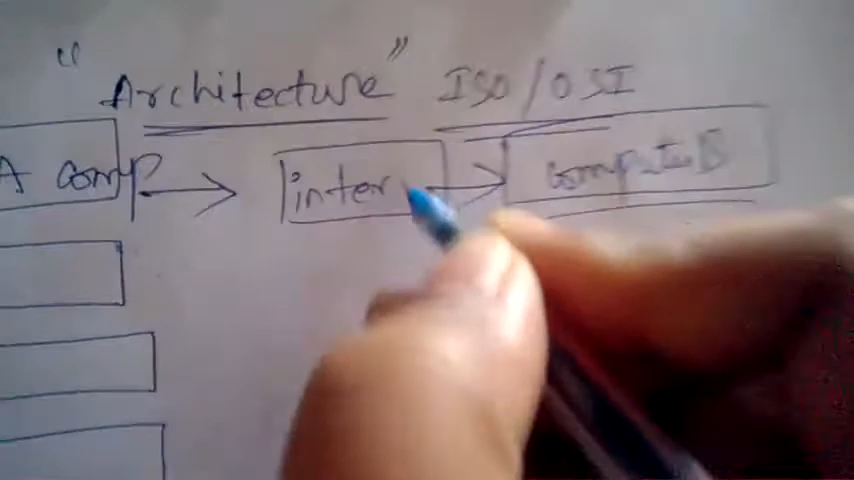 "Architecture" ISO/OSI
A comp inter computer B